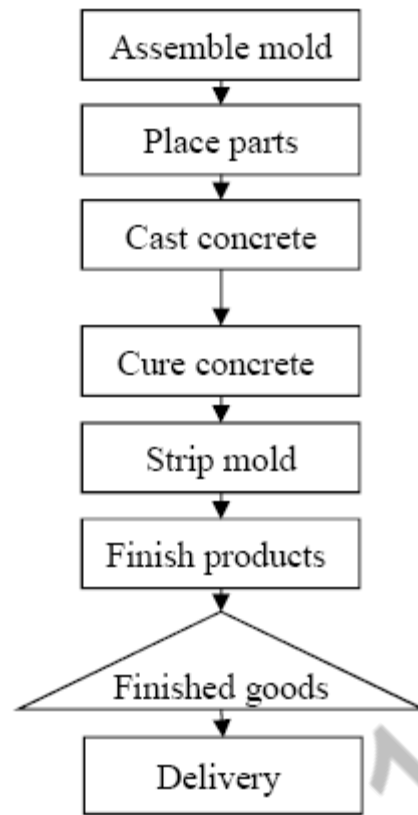 Assemble mold
Place parts
Cast concrete
Cure concrete
Strip mold
Finish products
Finished goods
Delivery